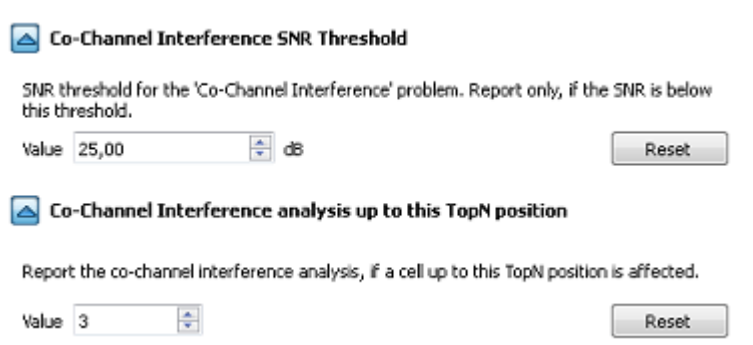 Co-Channel Interference SNR Threshold
SNR threshold for the 'Co-Channel Interference' problem. Report only, if the SNR is below
this threshold.
Value 25,00 dB Reset
Co-Channel Interference analysis up to this TopN position
Report the co-channel interference analysis, if a cell up to this TopN position is affected.
Value 3 Reset